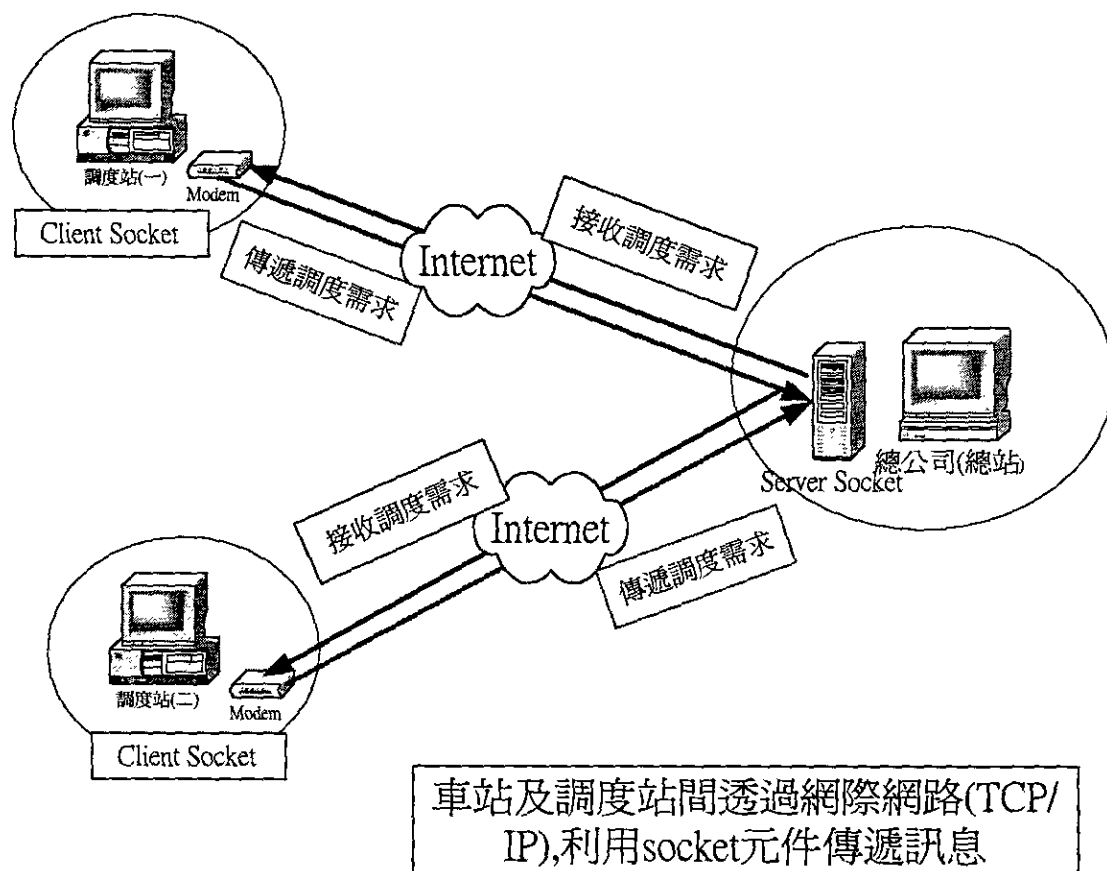 調度站(一)
Modem
Client Socket
傳遞調度需求
Internet
接收調度需求
Server Socket
總公司(總站)
接收調度需求
Internet
傳遞調度需求
調度站(二)
Modem
Client Socket
車站及調度站間透過網際網路(TCP/
IP),利用socket元件傳遞訊息